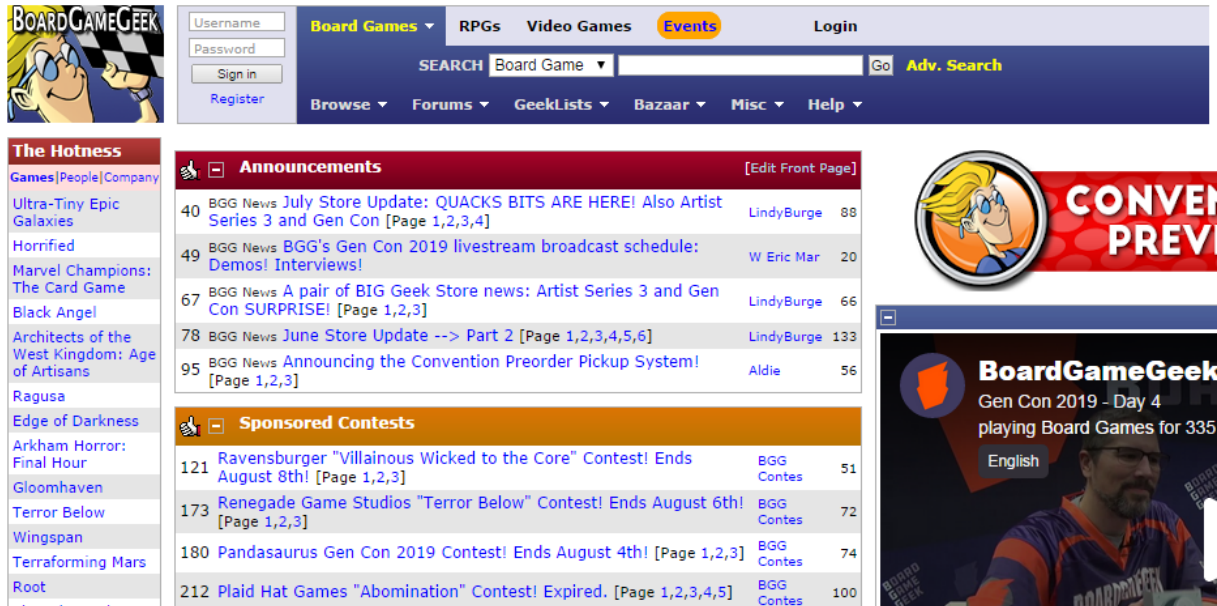 BOARDGAMEGEEK
Username
Password
Sign in
Register
Board Games ▼ RPGs Video Games Events Login
SEARCH Board Game ▼ Go Adv. Search
Browse ▼ Forums ▼ GeekLists ▼ Bazaar ▼ Misc ▼ Help ▼
The Hotness
Games|People|Company
Ultra-Tiny Epic
Galaxies
Horrified
Marvel Champions:
The Card Game
Black Angel
Architects of the
West Kingdom: Age
of Artisans
Ragusa
Edge of Darkness
Arkham Horror:
Final Hour
Gloomhaven
Terror Below
Wingspan
Terraforming Mars
Root
Announcements [Edit Front Page]
40 BGG News July Store Update: QUACKS BITS ARE HERE! Also Artist LindyBurge 88
Series 3 and Gen Con [Page 1,2,3,4]
49 BGG News BGG's Gen Con 2019 livestream broadcast schedule: W Eric Mar 20
Demos! Interviews!
67 BGG News A pair of BIG Geek Store news: Artist Series 3 and Gen LindyBurge 66
Con SURPRISE! [Page 1,2,3]
78 BGG News June Store Update --> Part 2 [Page 1,2,3,4,5,6] LindyBurge 133
95 BGG News Announcing the Convention Preorder Pickup System! Aldie 56
[Page 1,2,3]
Sponsored Contests
121 Ravensburger "Villainous Wicked to the Core" Contest! Ends BGG Contes 51
August 8th! [Page 1,2,3]
173 Renegade Game Studios "Terror Below" Contest! Ends August 6th! BGG Contes 72
[Page 1,2,3]
180 Pandasaurus Gen Con 2019 Contest! Ends August 4th! [Page 1,2,3] BGG Contes 74
212 Plaid Hat Games "Abomination" Contest! Expired. [Page 1,2,3,4,5] BGG Contes 100
CONVEN
PREVI
BoardGameGeek
Gen Con 2019 - Day 4
playing Board Games for 335
English
BOARD
GAME
GEEK
BOARDGAMEGEEK